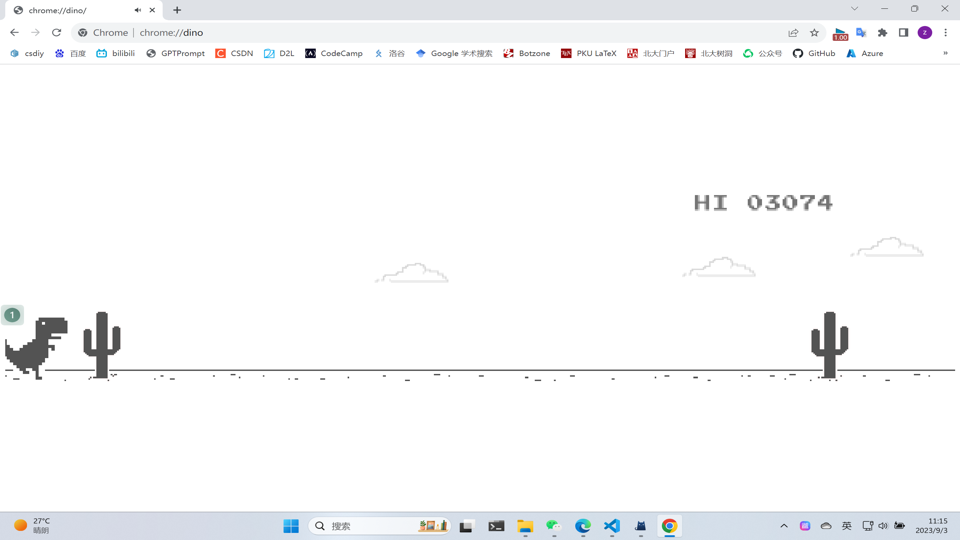 chrome://dino/
Chrome | chrome://dino
1.00
z
csdiy 百度 bilibili GPTPrompt CSDN D2L CodeCamp 洛谷 Google 学术搜索 Botzone PKU LaTeX 北大门户 北大树洞 公众号 GitHub Azure »
HI 03074
1
27°C
晴朗
搜索
英
11:15
2023/9/3